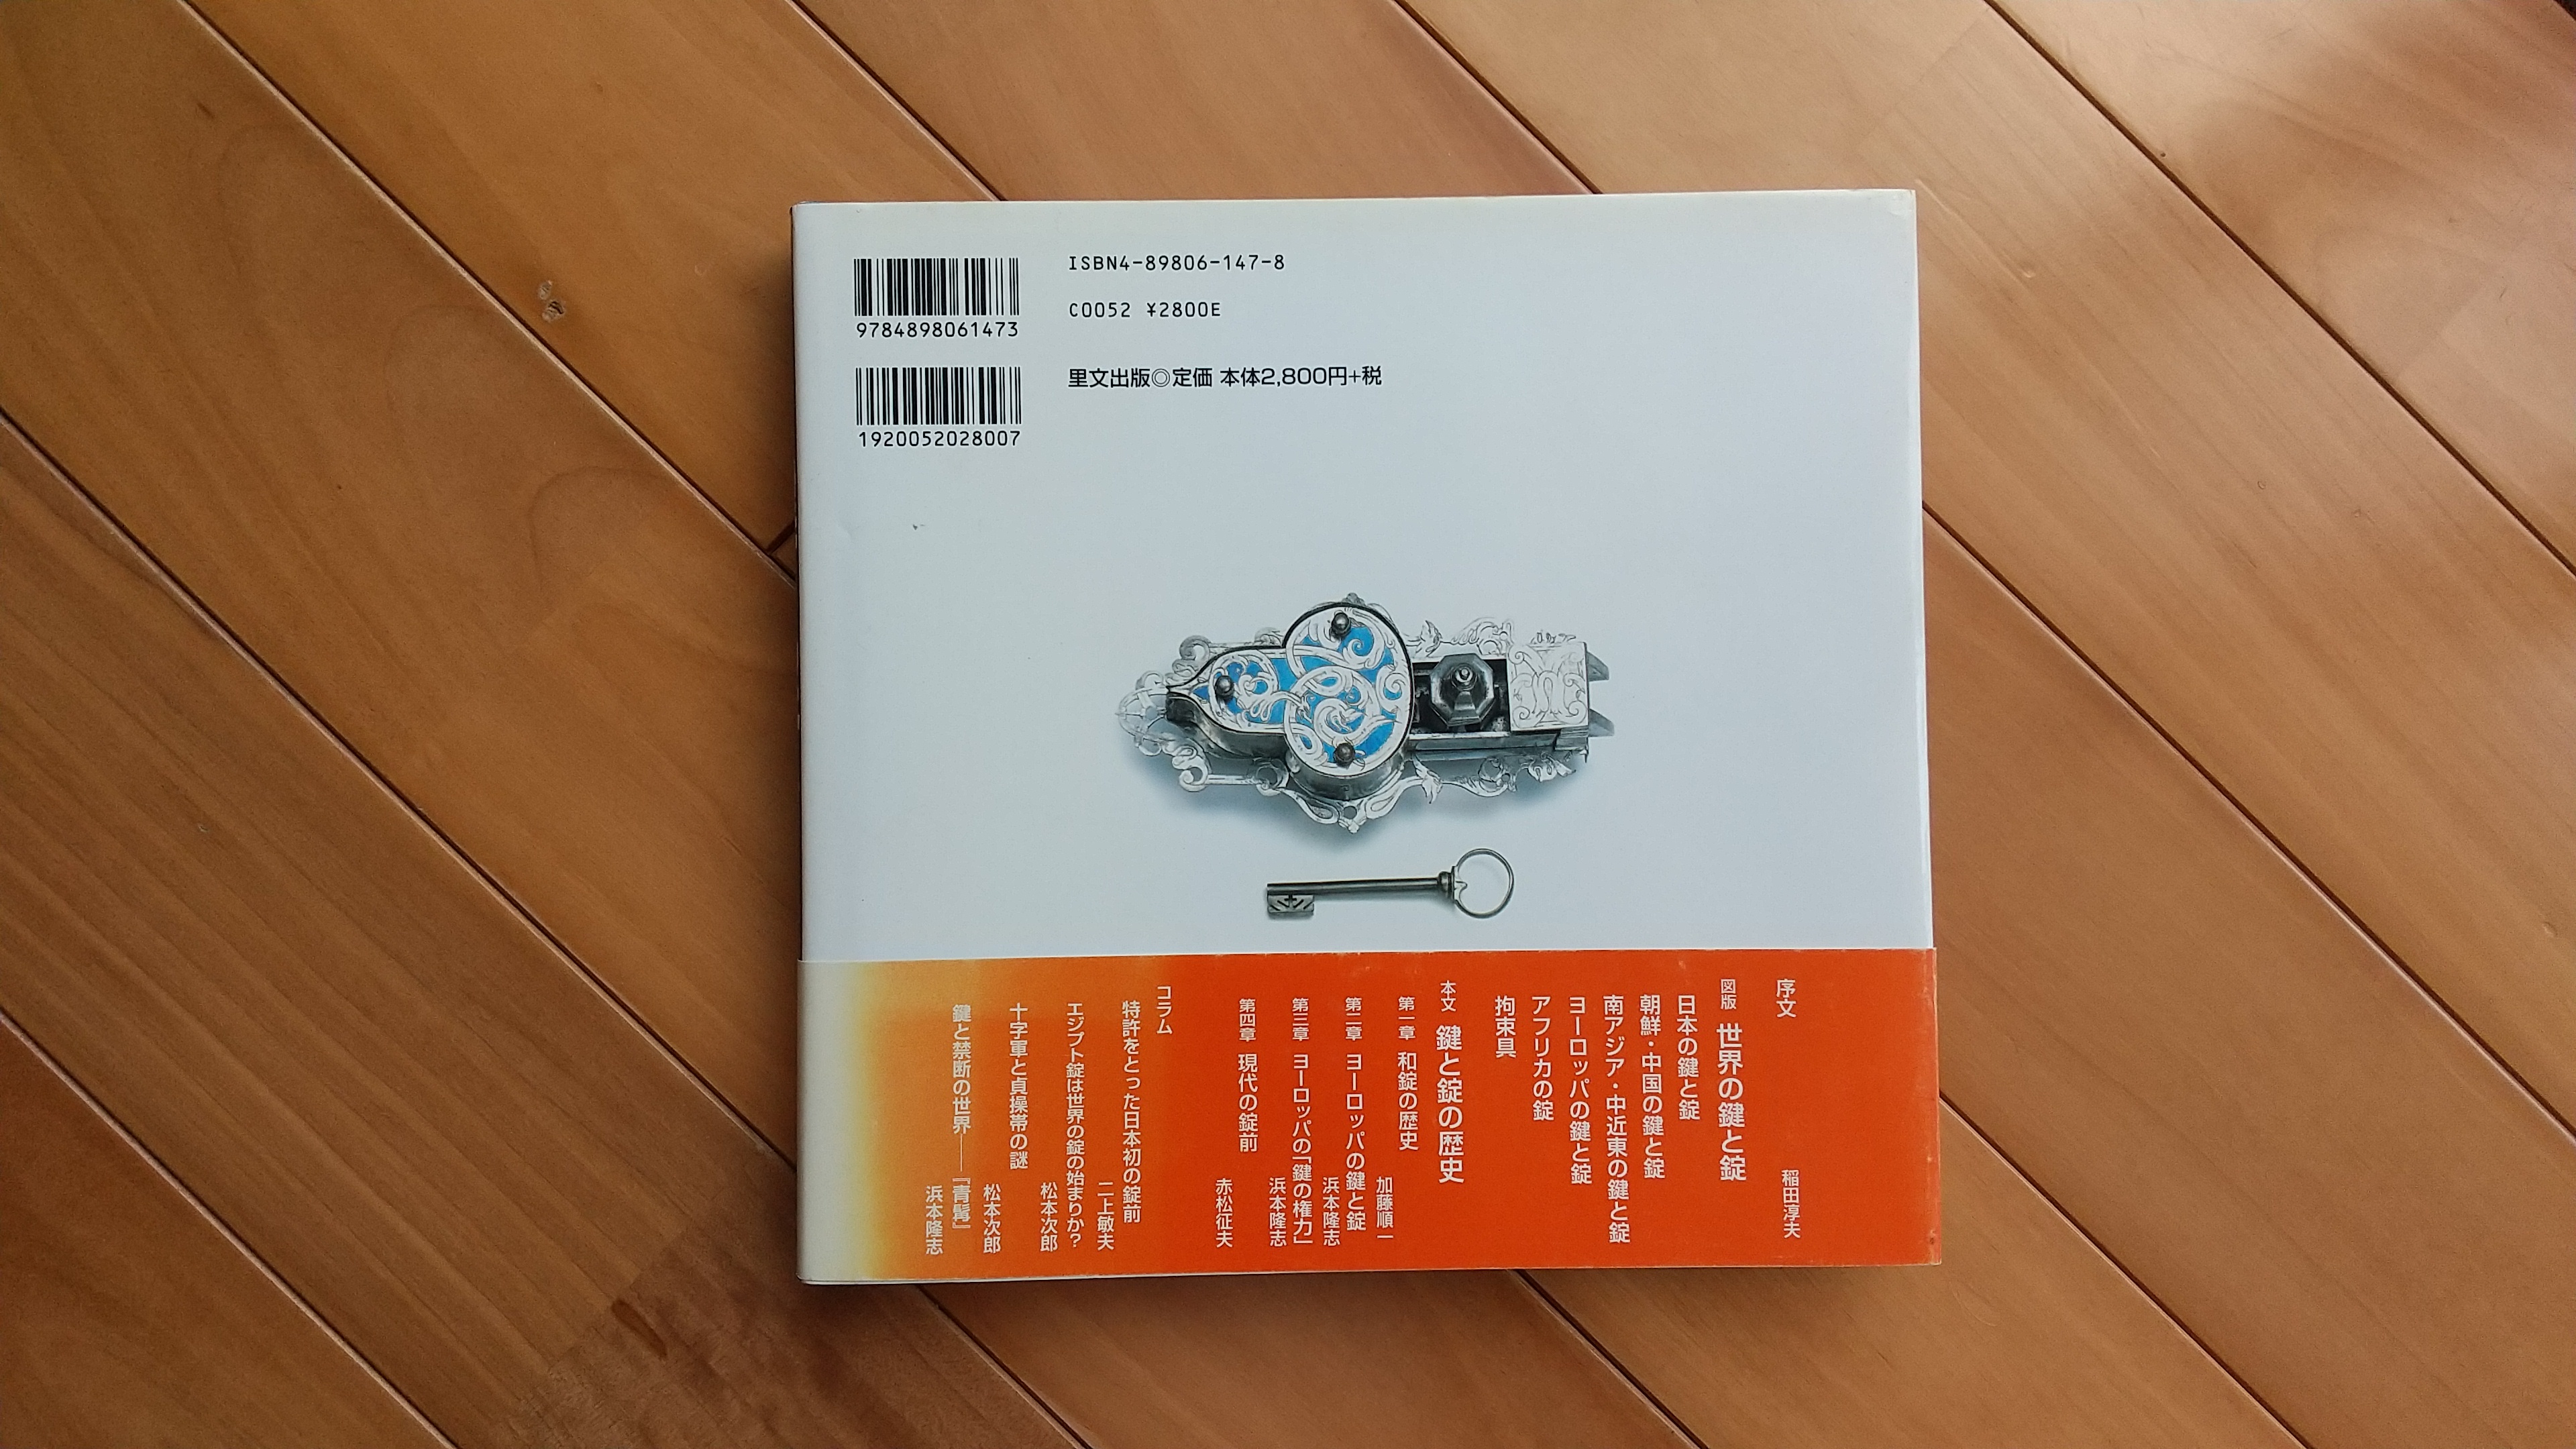 ISBN4-89806-147-8
9784898061473
C0052 ¥2800E
里文出版◎定価 本体2,800円+税
1920052028007
序文 稲田淳夫
図版 世界の鍵と錠
日本の鍵と錠
朝鮮・中国の鍵と錠
南アジア・中近東の鍵と錠
ヨーロッパの鍵と錠
アフリカの錠
拘束具
本文 鍵と錠の歴史
第一章 和錠の歴史
加藤順一
第二章 ヨーロッパの鍵と錠
浜本隆志
第三章 ヨーロッパの「鍵の権力」
浜本隆志
第四章 現代の錠前
赤松征夫
コラム
特許をとった日本初の錠前
二上敏夫
エジプト錠は世界の錠の始まりか?
松本次郎
十字軍と貞操帯の謎
松本次郎
鍵と禁断の世界――『青髯』
浜本隆志